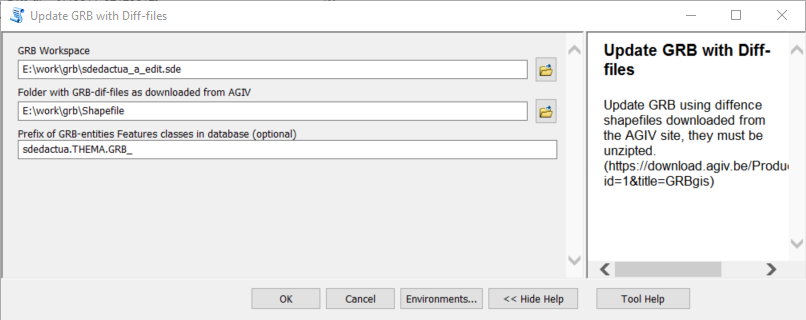 Update GRB with Diff-files
GRB Workspace
E:\work\grb\sdedactua_a_edit.sde
Folder with GRB-dif-files as downloaded from AGIV
E:\work\grb\Shapefile
Prefix of GRB-entities Features classes in database (optional)
sdedactua.THEMA.GRB_
OK
Cancel
Environments...
<< Hide Help
Update GRB with Diff-
files
Update GRB using diffence
shapefiles downloaded from
the AGIV site, they must be
unzipted.
(https://download.agiv.be/Produc
id=1&title=GRBgis)
Tool Help